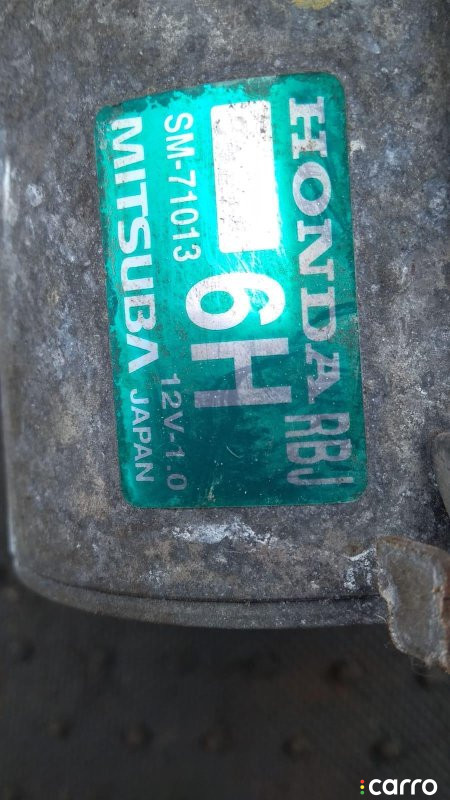 HONDA RBJ
6H
SM-71013 12V-1.0
MITSUBA JAPAN
carro